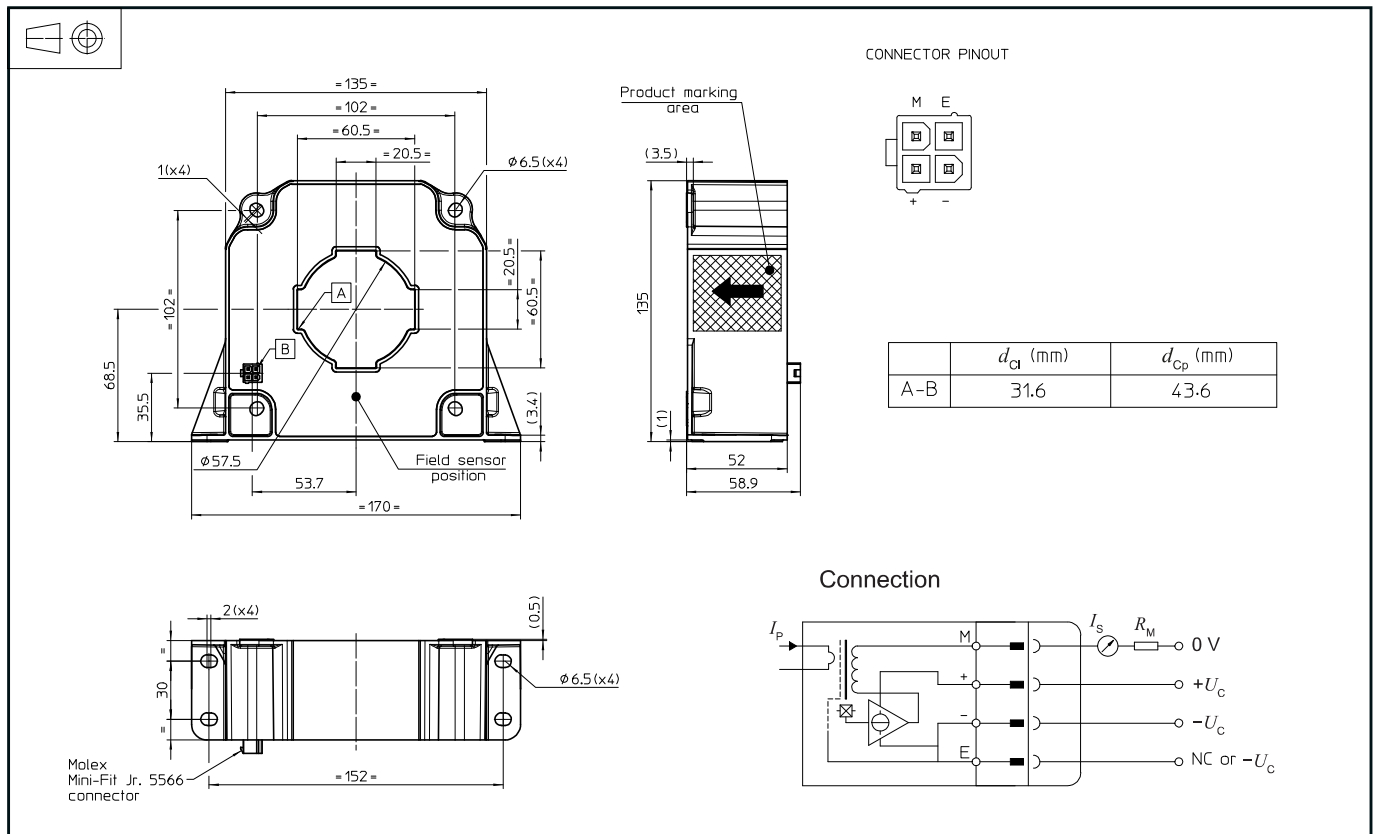 CONNECTOR PINOUT
M E
+ -
=135=
=102=
=60.5=
=20.5=
1(x4)
Ø6.5(x4)
=102=
68.5
35.5
A
B
=20.5=
=60.5=
(3.4)
Ø57.5
53.7
Field sensor
position
=170=
Product marking
area
(3.5)
135
(1)
52
58.9
d_CI (mm) d_Cp (mm)
A-B 31.6 43.6
2(x4)
(0.5)
=
30
=
Ø6.5(x4)
Molex
Mini-Fit Jr. 5566
connector
=152=
Connection
I_P
M
I_S
R_M
0 V
+
+U_C
-
-U_C
E
NC or -U_C